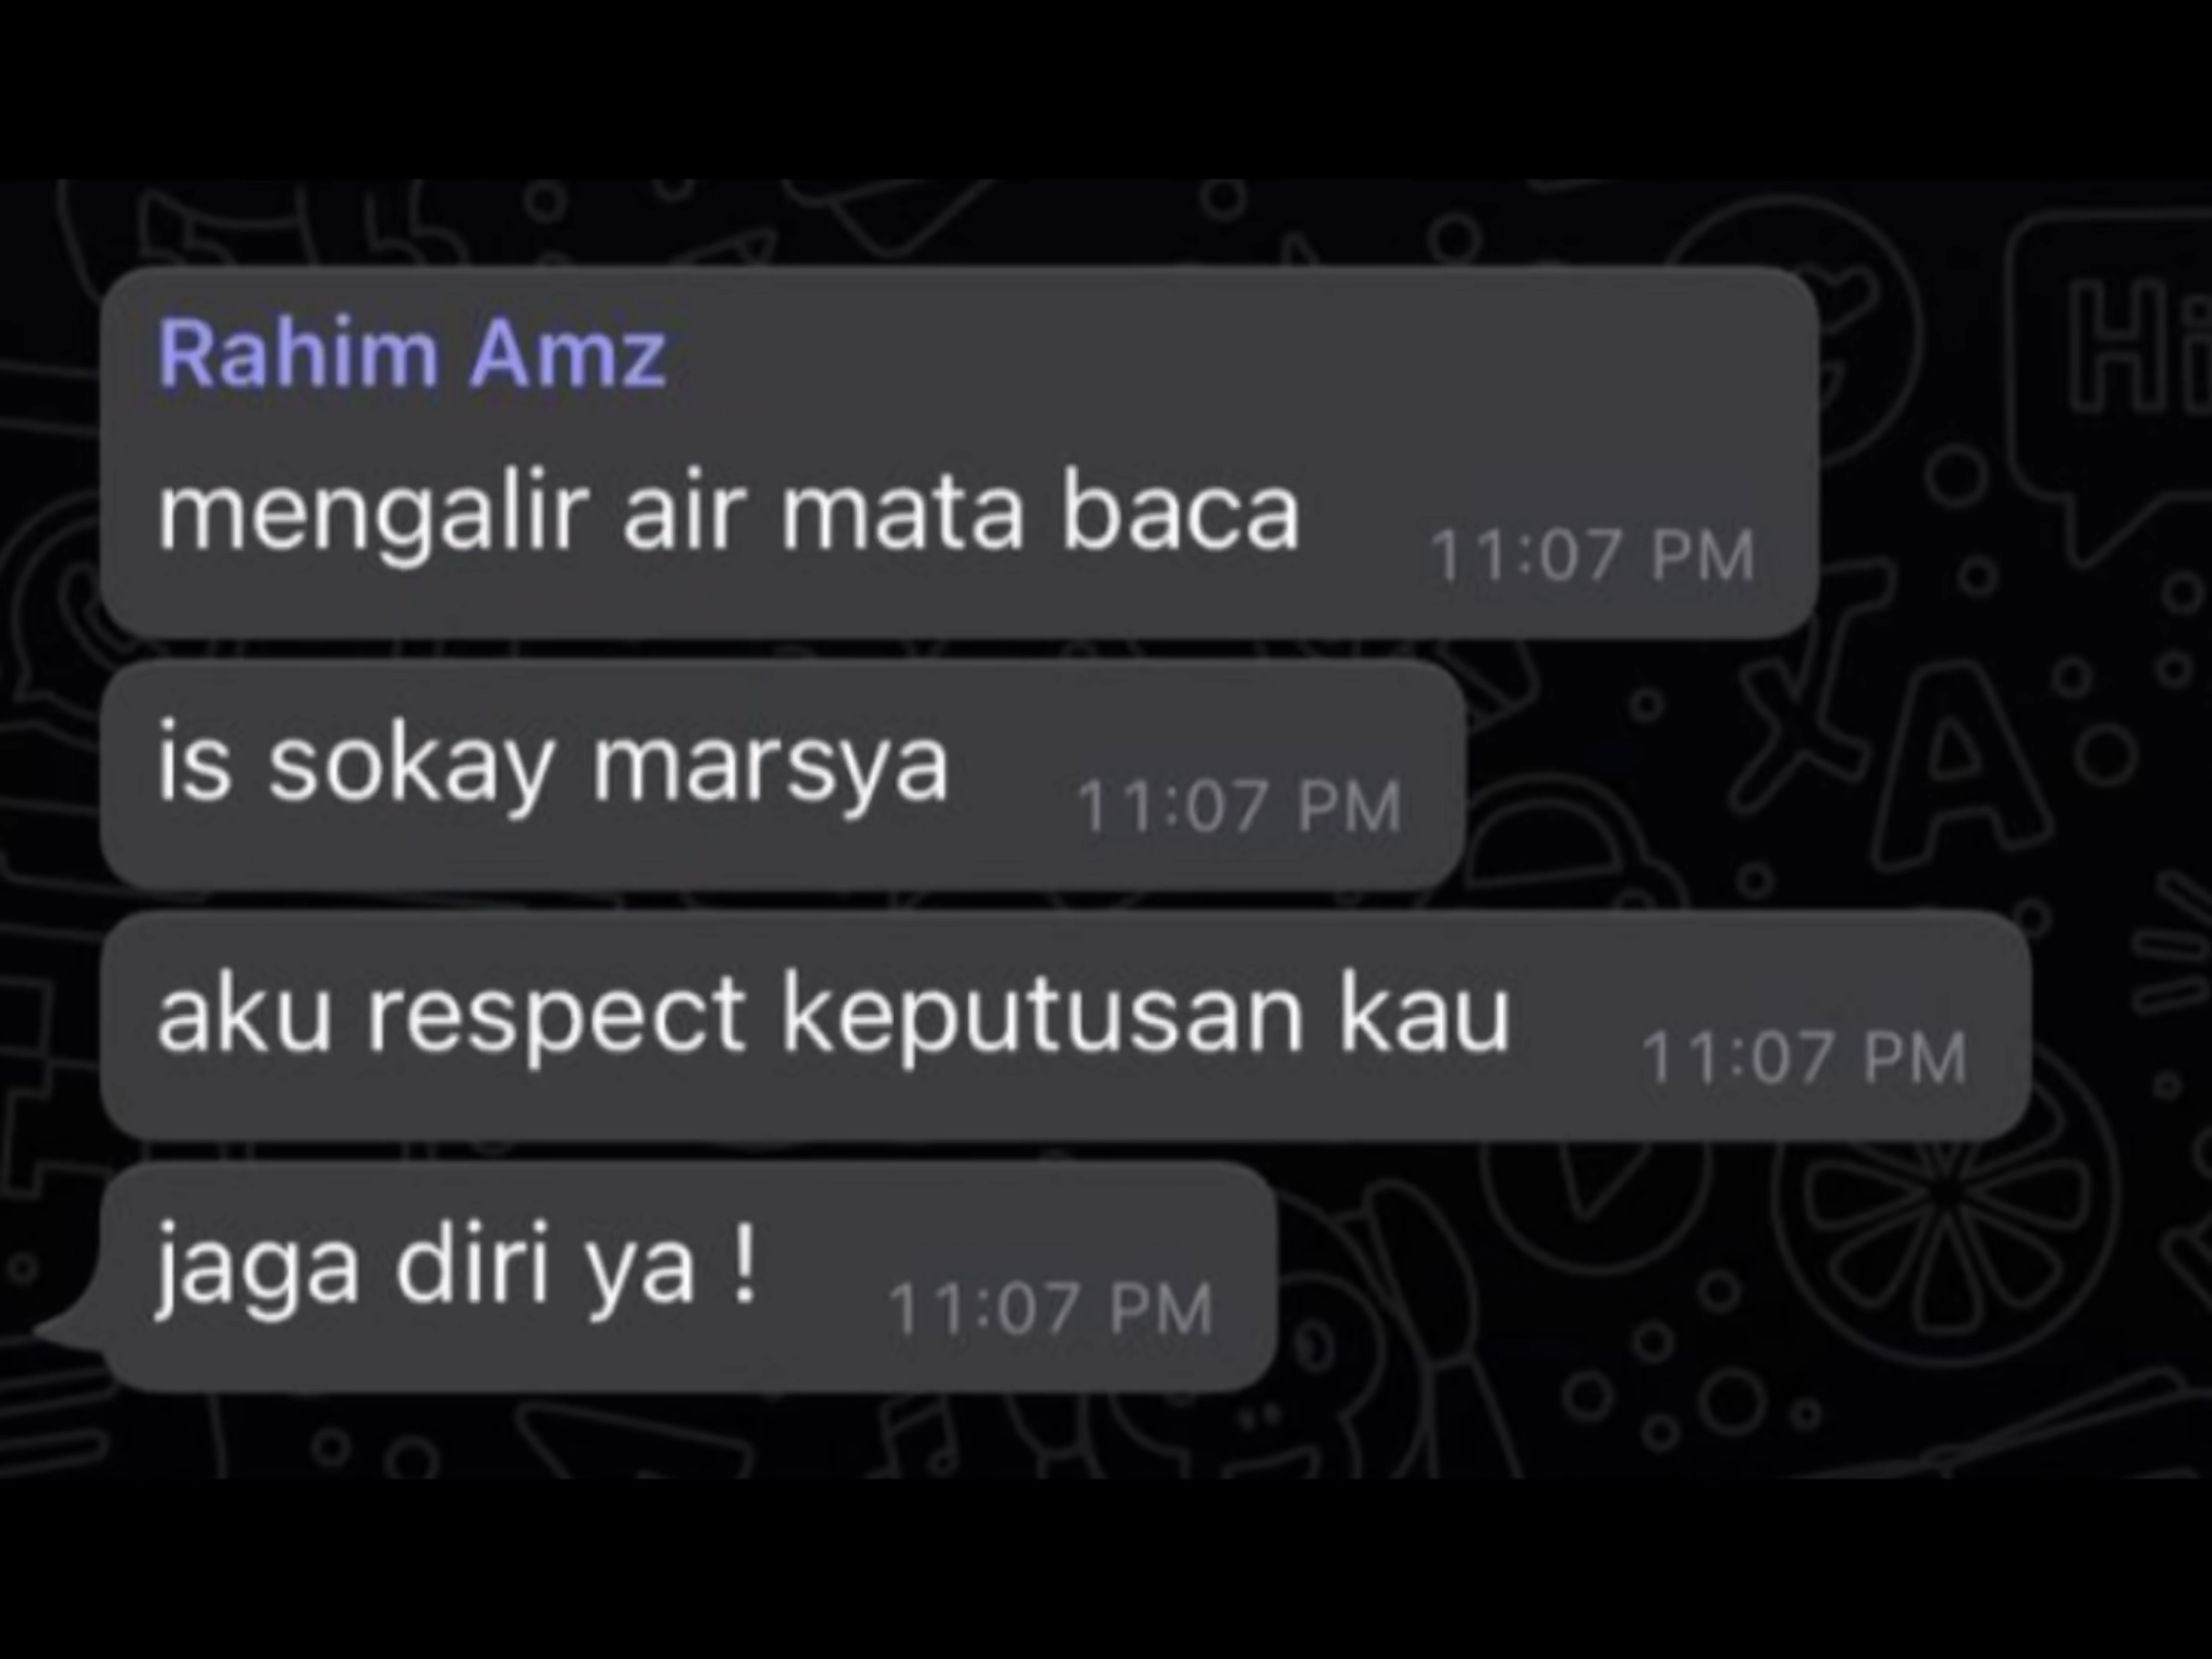 Hi
Rahim Amz
mengalir air mata baca
11:07 PM
is sokay marsya
11:07 PM
aku respect keputusan kau
11:07 PM
jaga diri ya !
11:07 PM
A